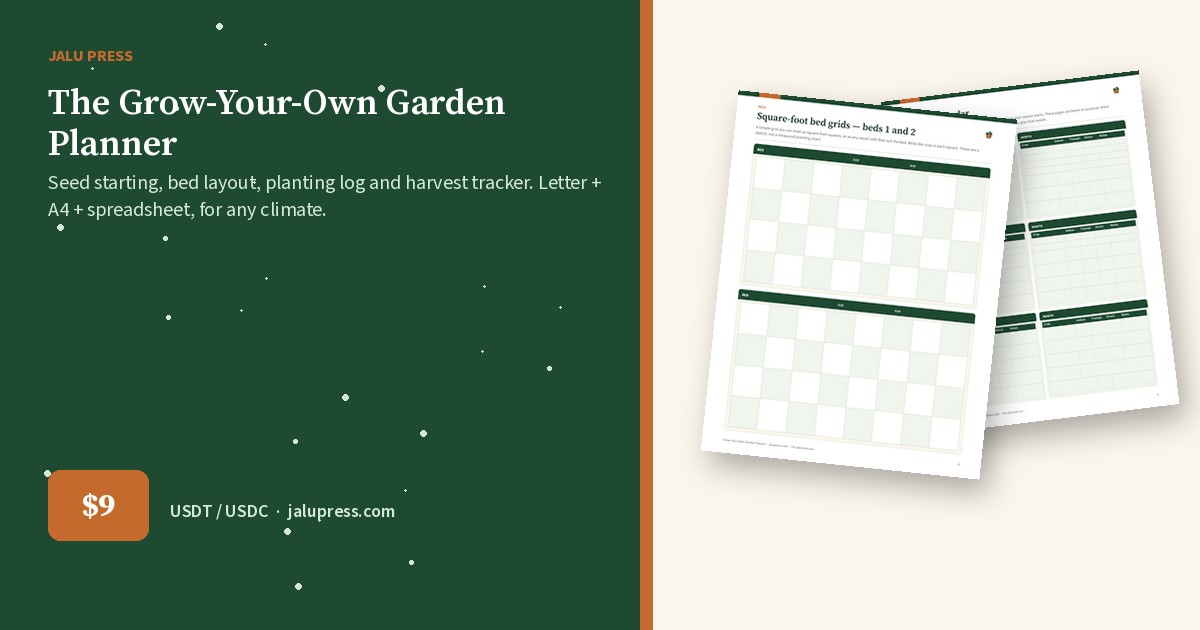 JALU PRESS
The Grow-Your-Own Garden
Planner
Seed starting, bed layout, planting log and harvest tracker. Letter +
A4 + spreadsheet, for any climate.
$9
USDT / USDC · jalupress.com
Square-foot bed grids — beds 1 and 2